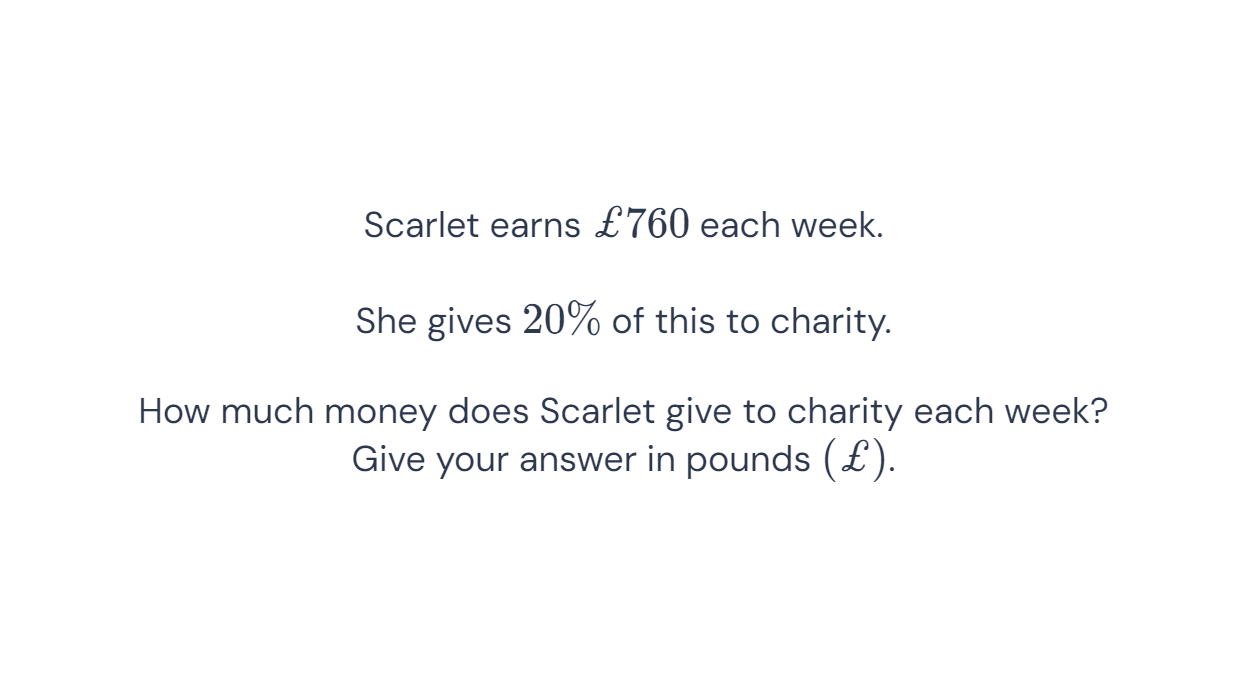 Scarlet earns £760 each week.
She gives 20% of this to charity.
How much money does Scarlet give to charity each week?
Give your answer in pounds (£).